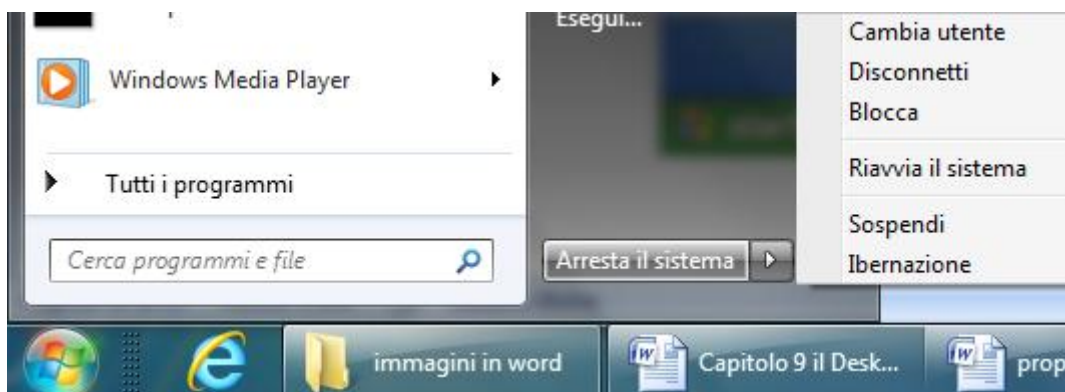 Esegui...
Windows Media Player
Tutti i programmi
Cerca programmi e file
Arresta il sistema
Cambia utente
Disconnetti
Blocca
Riavvia il sistema
Sospendi
Ibernazione
immagini in word
Capitolo 9 il Desk...
prop